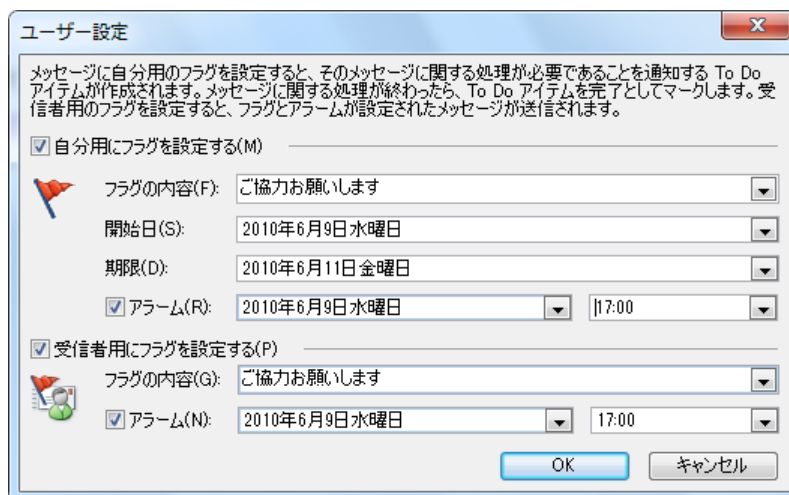 ユーザー設定
メッセージに自分用のフラグを設定すると、そのメッセージに関する処理が必要であることを通知する To Do
アイテムが作成されます。メッセージに関する処理が終わったら、To Do アイテムを完了としてマークします。受
信者用のフラグを設定すると、フラグとアラームが設定されたメッセージが送信されます。
自分用にフラグを設定する(M)
フラグの内容(F): ご協力お願いします
開始日(S): 2010年6月9日水曜日
期限(D): 2010年6月11日金曜日
アラーム(R): 2010年6月9日水曜日 17:00
受信者用にフラグを設定する(P)
フラグの内容(G): ご協力お願いします
アラーム(N): 2010年6月9日水曜日 17:00
OK キャンセル